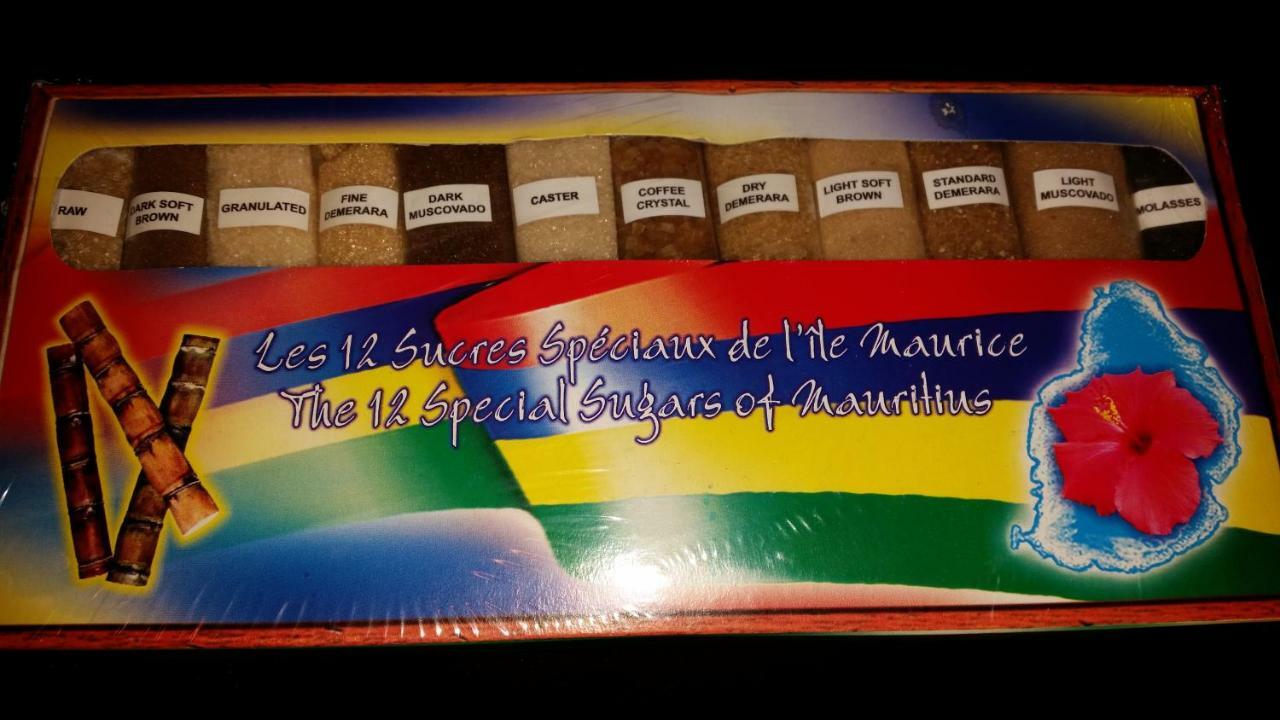 RAW
DARK SOFT
BROWN
GRANULATED
FINE
DEMERARA
DARK
MUSCOVADO
CASTER
COFFEE
CRYSTAL
DRY
DEMERARA
LIGHT SOFT
BROWN
STANDARD
DEMERARA
LIGHT
MUSCOVADO
MOLASSES
Les 12 Sucres Spéciaux de l'île Maurice
The 12 Special Sugars of Mauritius